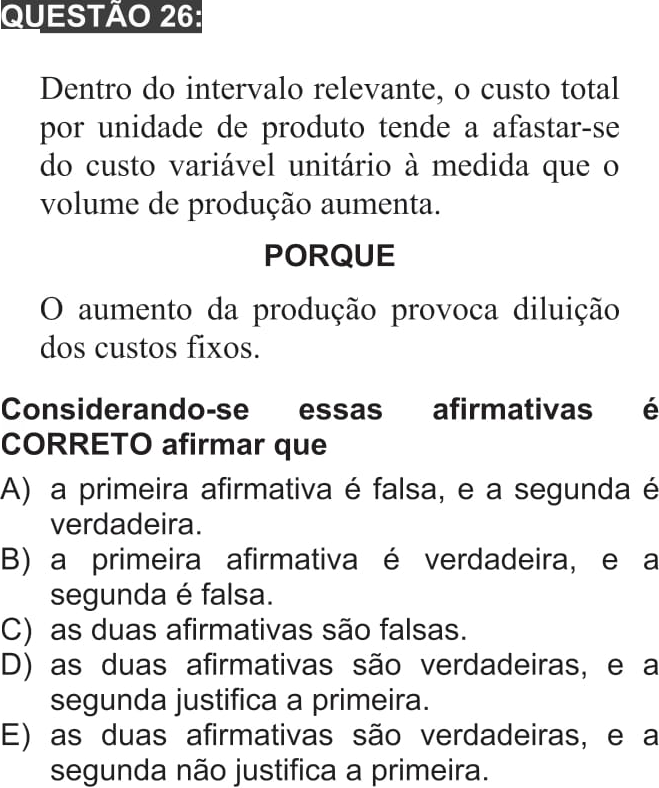 QUESTÃO 26:
Dentro do intervalo relevante, o custo total
por unidade de produto tende a afastar-se
do custo variável unitário à medida que o
volume de produção aumenta.
PORQUE
O aumento da produção provoca diluição
dos custos fixos.
Considerando-se essas afirmativas é
CORRETO afirmar que
A) a primeira afirmativa é falsa, e a segunda é
verdadeira.
B) a primeira afirmativa é verdadeira, e a
segunda é falsa.
C) as duas afirmativas são falsas.
D) as duas afirmativas são verdadeiras, e a
segunda justifica a primeira.
E) as duas afirmativas são verdadeiras, e a
segunda não justifica a primeira.